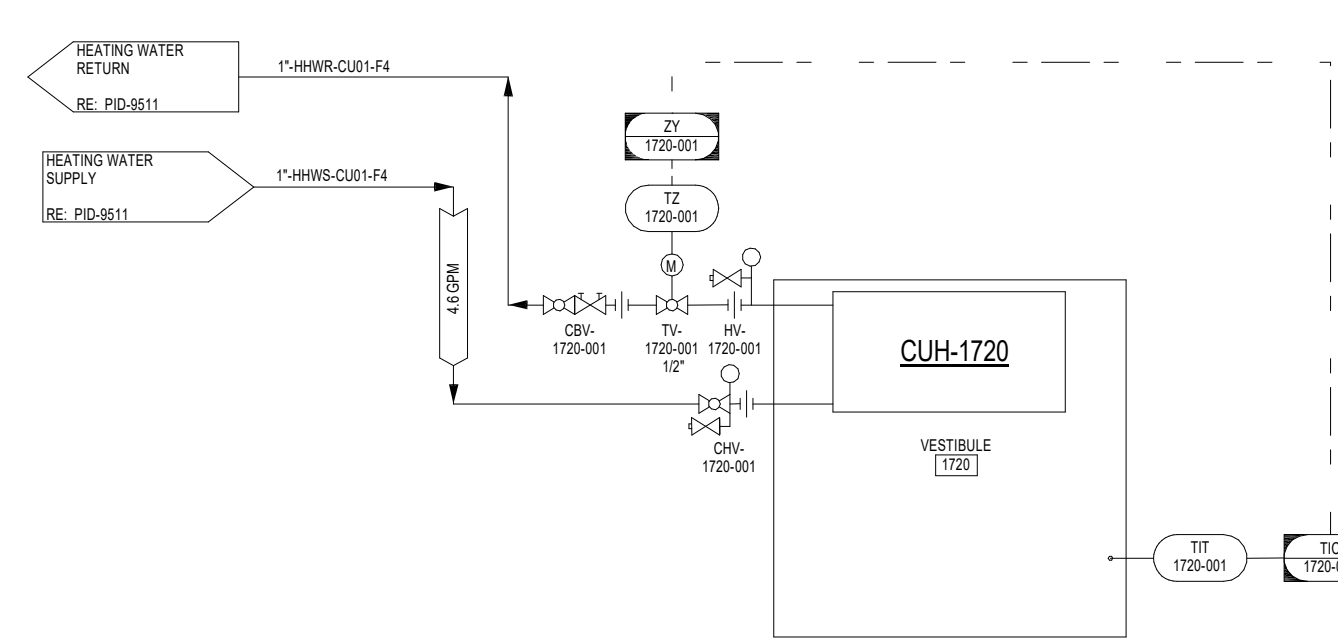 HEATING WATER
RETURN
RE: PID-9511
1"-HHWR-CU01-F4
HEATING WATER
SUPPLY
RE: PID-9511
1"-HHWS-CU01-F4
4.6 GPM
ZY
1720-001
TZ
1720-001
M
CBV-
1720-001
TV-
1720-001
1/2"
HV-
1720-001
CHV-
1720-001
CUH-1720
VESTIBULE
1720
TIT
1720-001